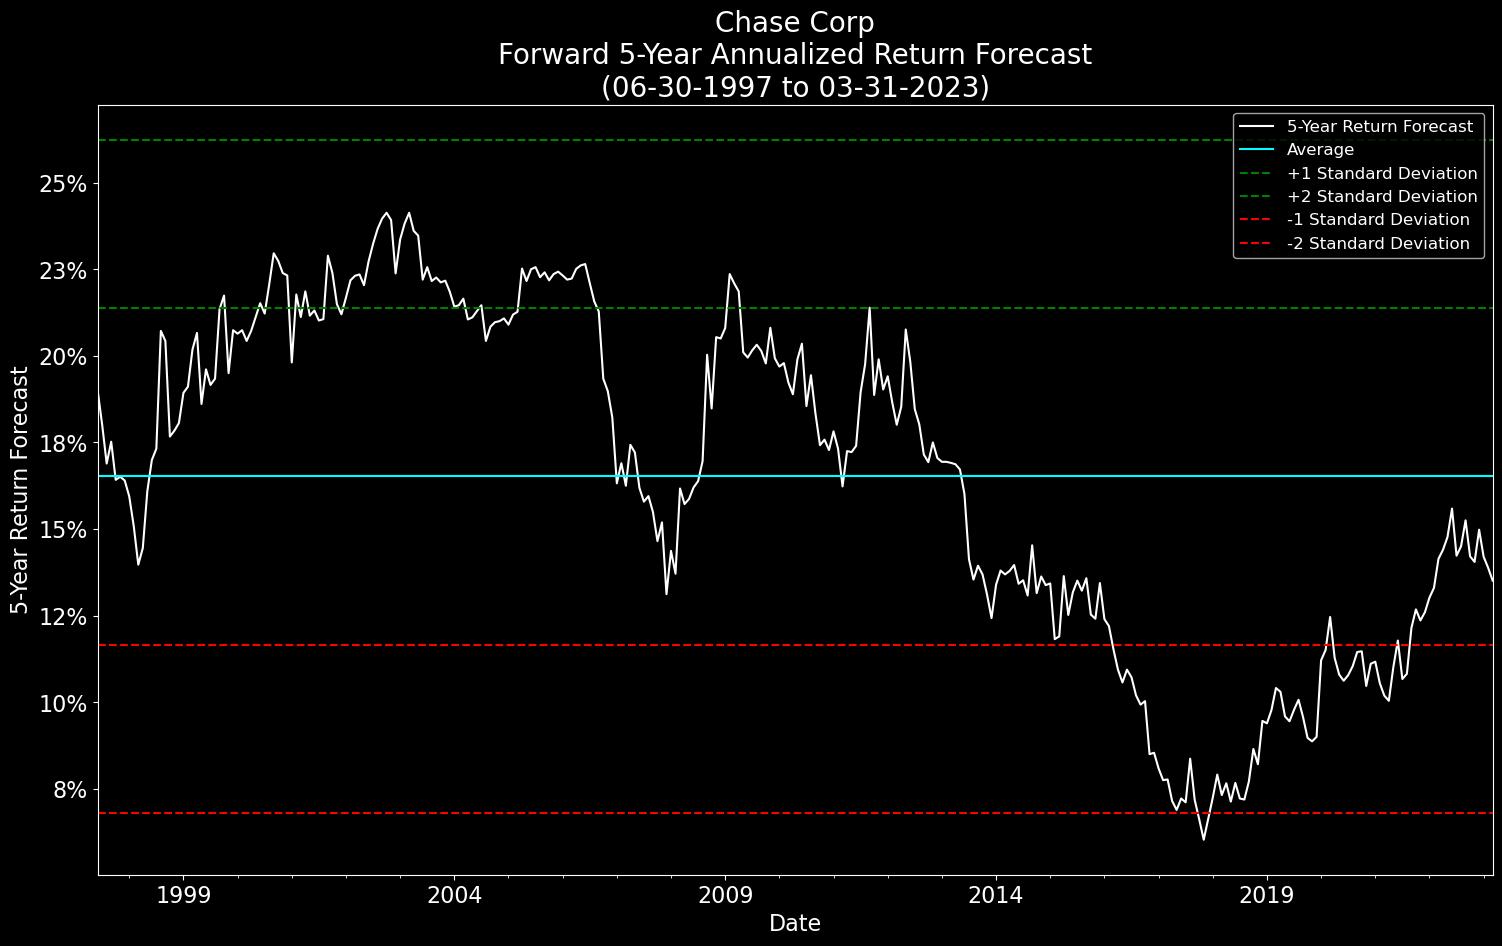 Chase Corp
Forward 5-Year Annualized Return Forecast
(06-30-1997 to 03-31-2023)
5-Year Return Forecast
Average
+1 Standard Deviation
+2 Standard Deviation
-1 Standard Deviation
-2 Standard Deviation
25%
23%
20%
18%
15%
12%
10%
8%
5-Year Return Forecast
1999
2004
2009
2014
2019
Date